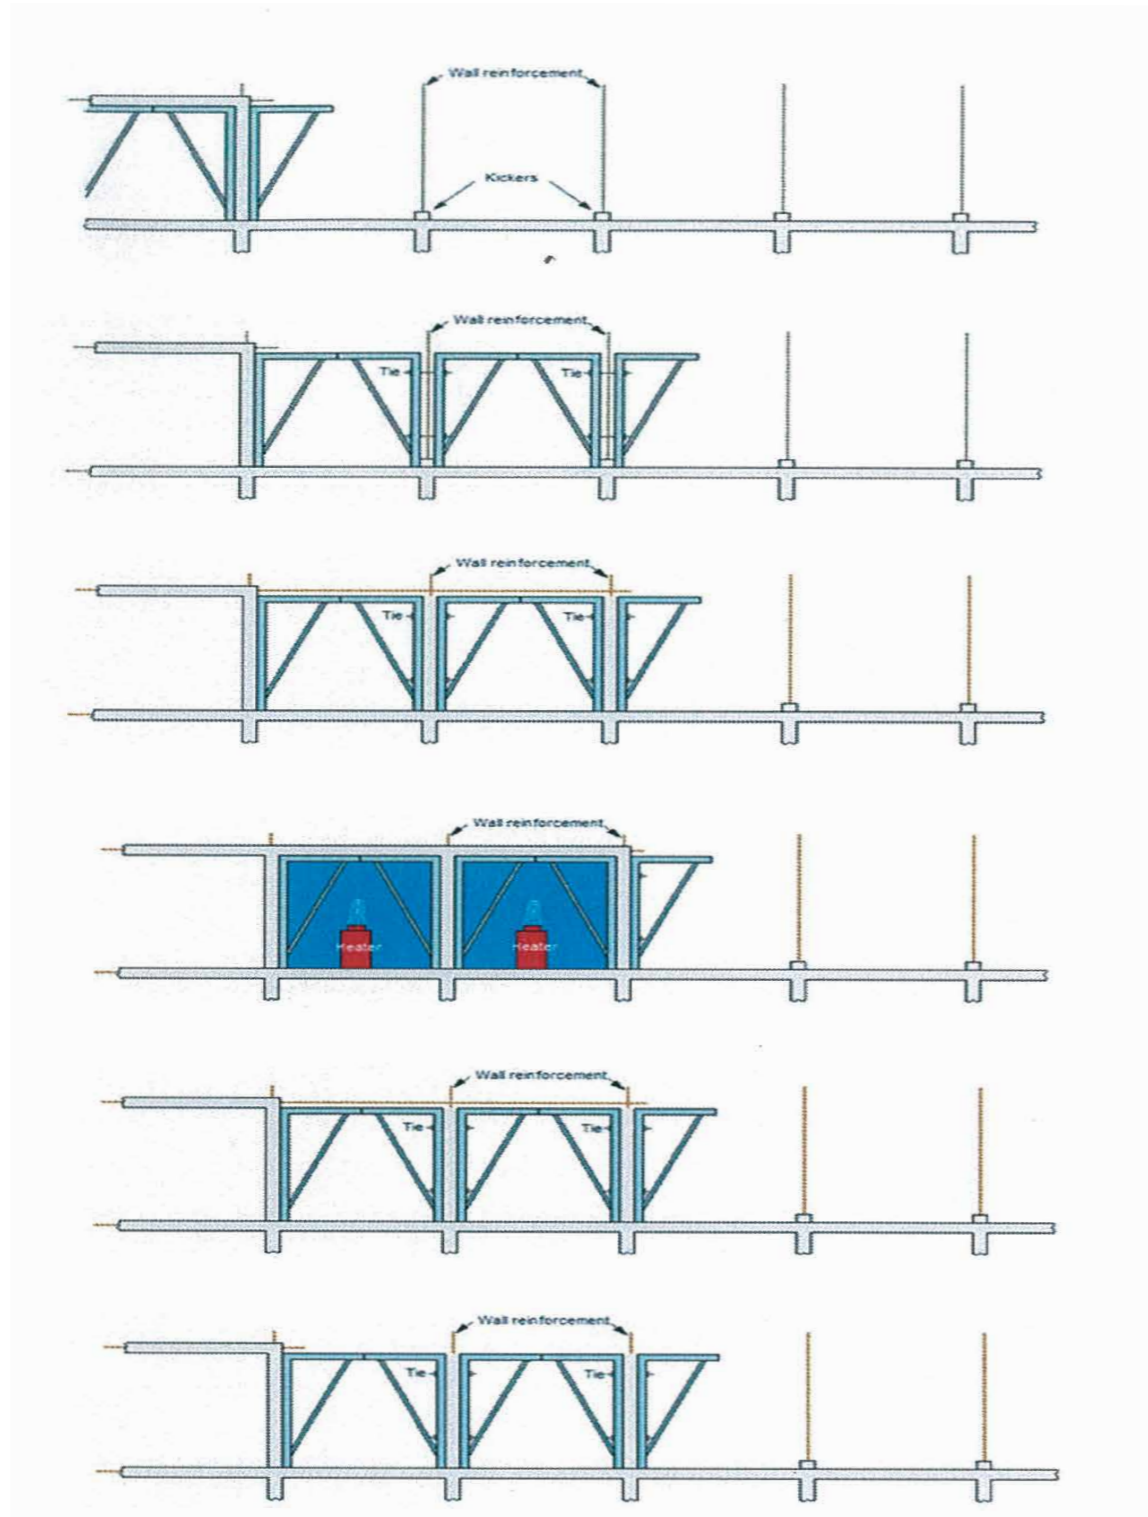 Wall reinforcement
Kickers
Wall reinforcement
Tie
Tie
Wall reinforcement
Tie
Tie
Wall reinforcement
Heater
Heater
Wall reinforcement
Tie
Tie
Wall reinforcement
Tie
Tie